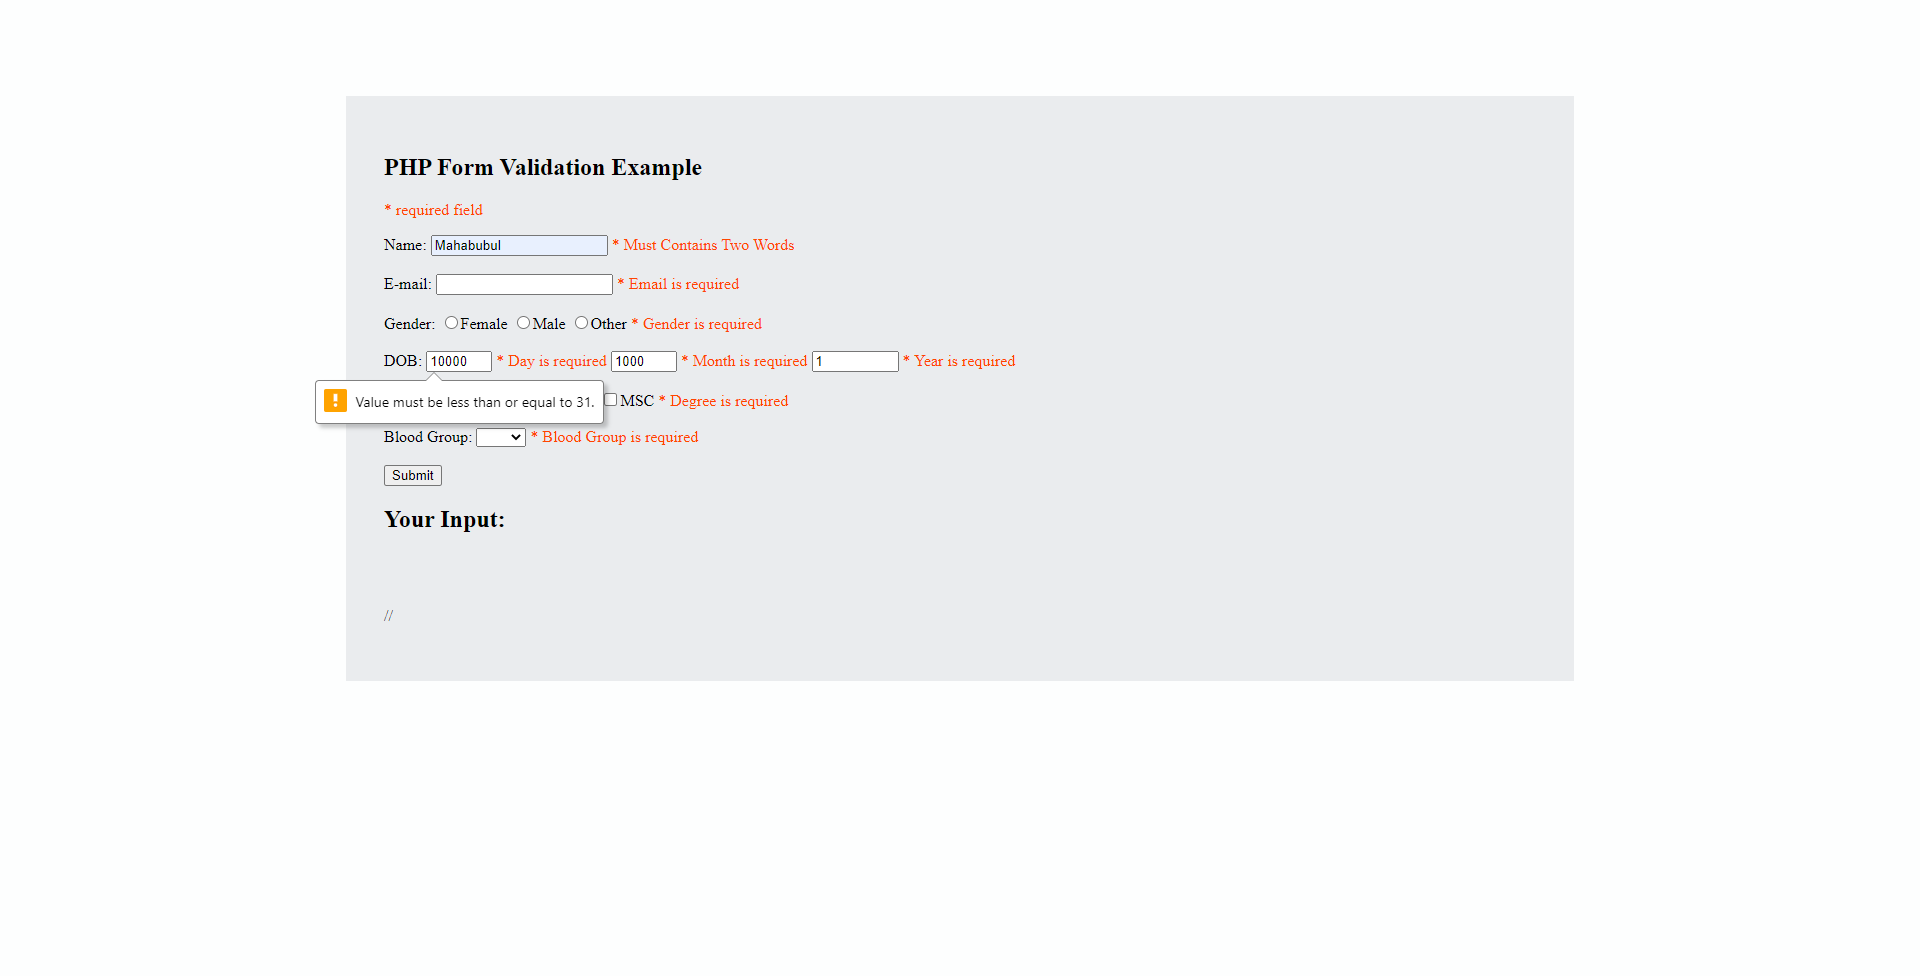 PHP Form Validation Example
* required field
Name: Mahabubul * Must Contains Two Words
E-mail: * Email is required
Gender: Female Male Other * Gender is required
DOB: 10000 * Day is required 1000 * Month is required 1 * Year is required
! Value must be less than or equal to 31. MSC * Degree is required
Blood Group: * Blood Group is required
Submit
Your Input:
//